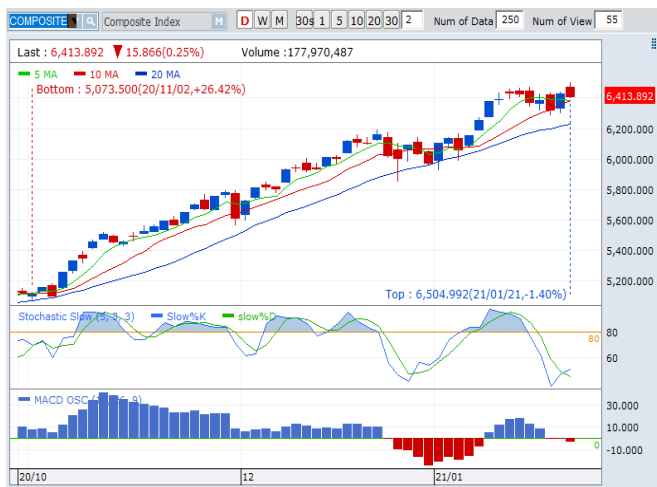 COMPOSITE Composite Index M D W M 30s 1 5 10 20 30 2 Num of Data 250 Num of View 55
Last : 6,413.892 ▼ 15.866(0.25%) Volume :177,970,487
5 MA 10 MA 20 MA
Bottom : 5,073.500(20/11/02,+26.42%)
6,413.892
6,200.000
6,000.000
5,800.000
5,600.000
5,400.000
5,200.000
Top : 6,504.992(21/01/21,-1.40%)
Stochastic Slow (5, 3, 3) Slow%K slow%D
80
80
60
MACD OSC 9)
30.000
10.000
0
-10.000
20/10 12 21/01